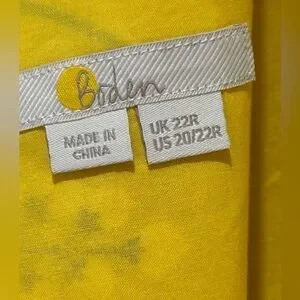 Boden
MADE IN
CHINA
UK 22R
US 20/22R